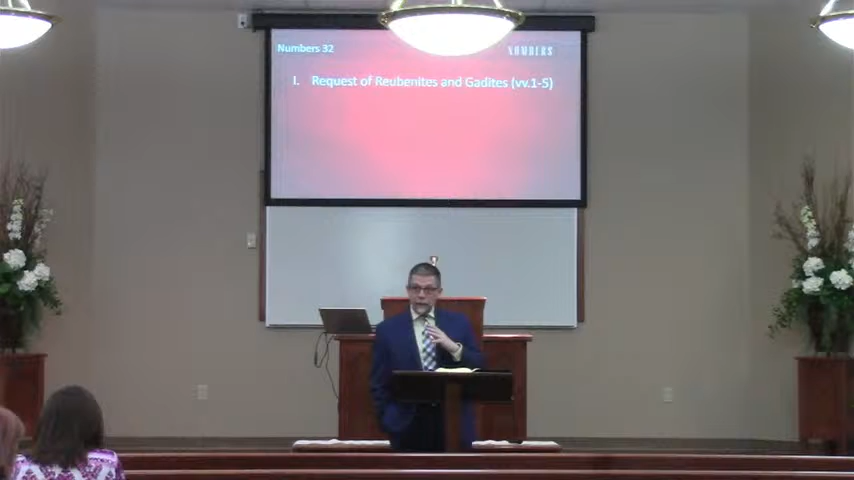 Numbers 32
NUMBERS
I. Request of Reubenites and Gadites (vv.1-5)